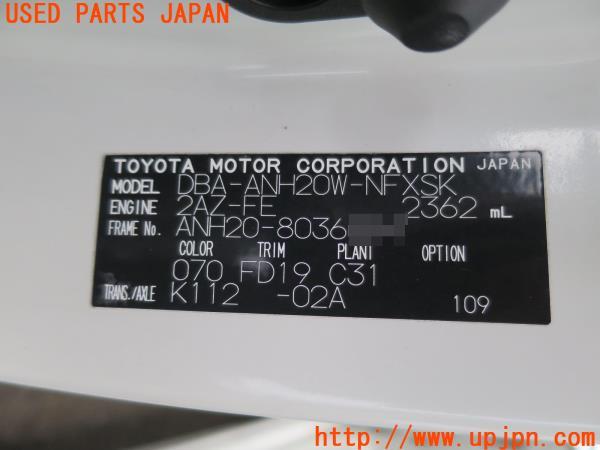 USED PARTS JAPAN
TOYOTA MOTOR CORPORATION JAPAN
MODEL DBA-ANH20W-NFXSK
ENGINE 2AZ-FE 2362 mL
FRAME No. ANH20-8036
COLOR TRIM PLANT OPTION
070 FD19 C31
TRANS./AXLE K112 -02A 109
http://www.upjpn.com